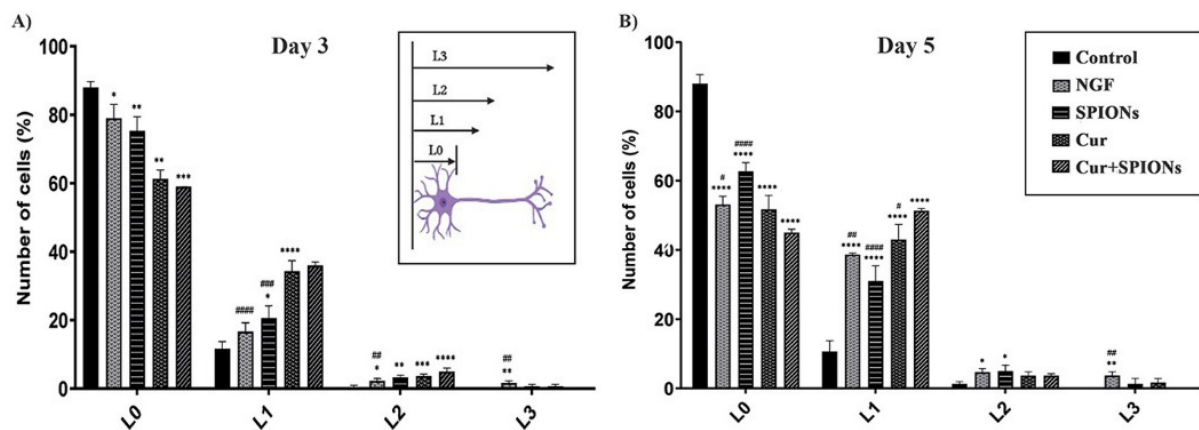 A)
Day 3
Number of cells (%)
100
80
60
40
20
0
L3
L2
L1
L0
*
**
**
***
####
###
*
****
##
*
**
***
****
##
**
L0
L1
L2
L3
B)
Day 5
Number of cells (%)
100
80
60
40
20
0
Control
NGF
SPIONs
Cur
Cur+SPIONs
#
****
####
****
****
****
##
****
####
****
#
****
****
*
*
##
**
L0
L1
L2
L3